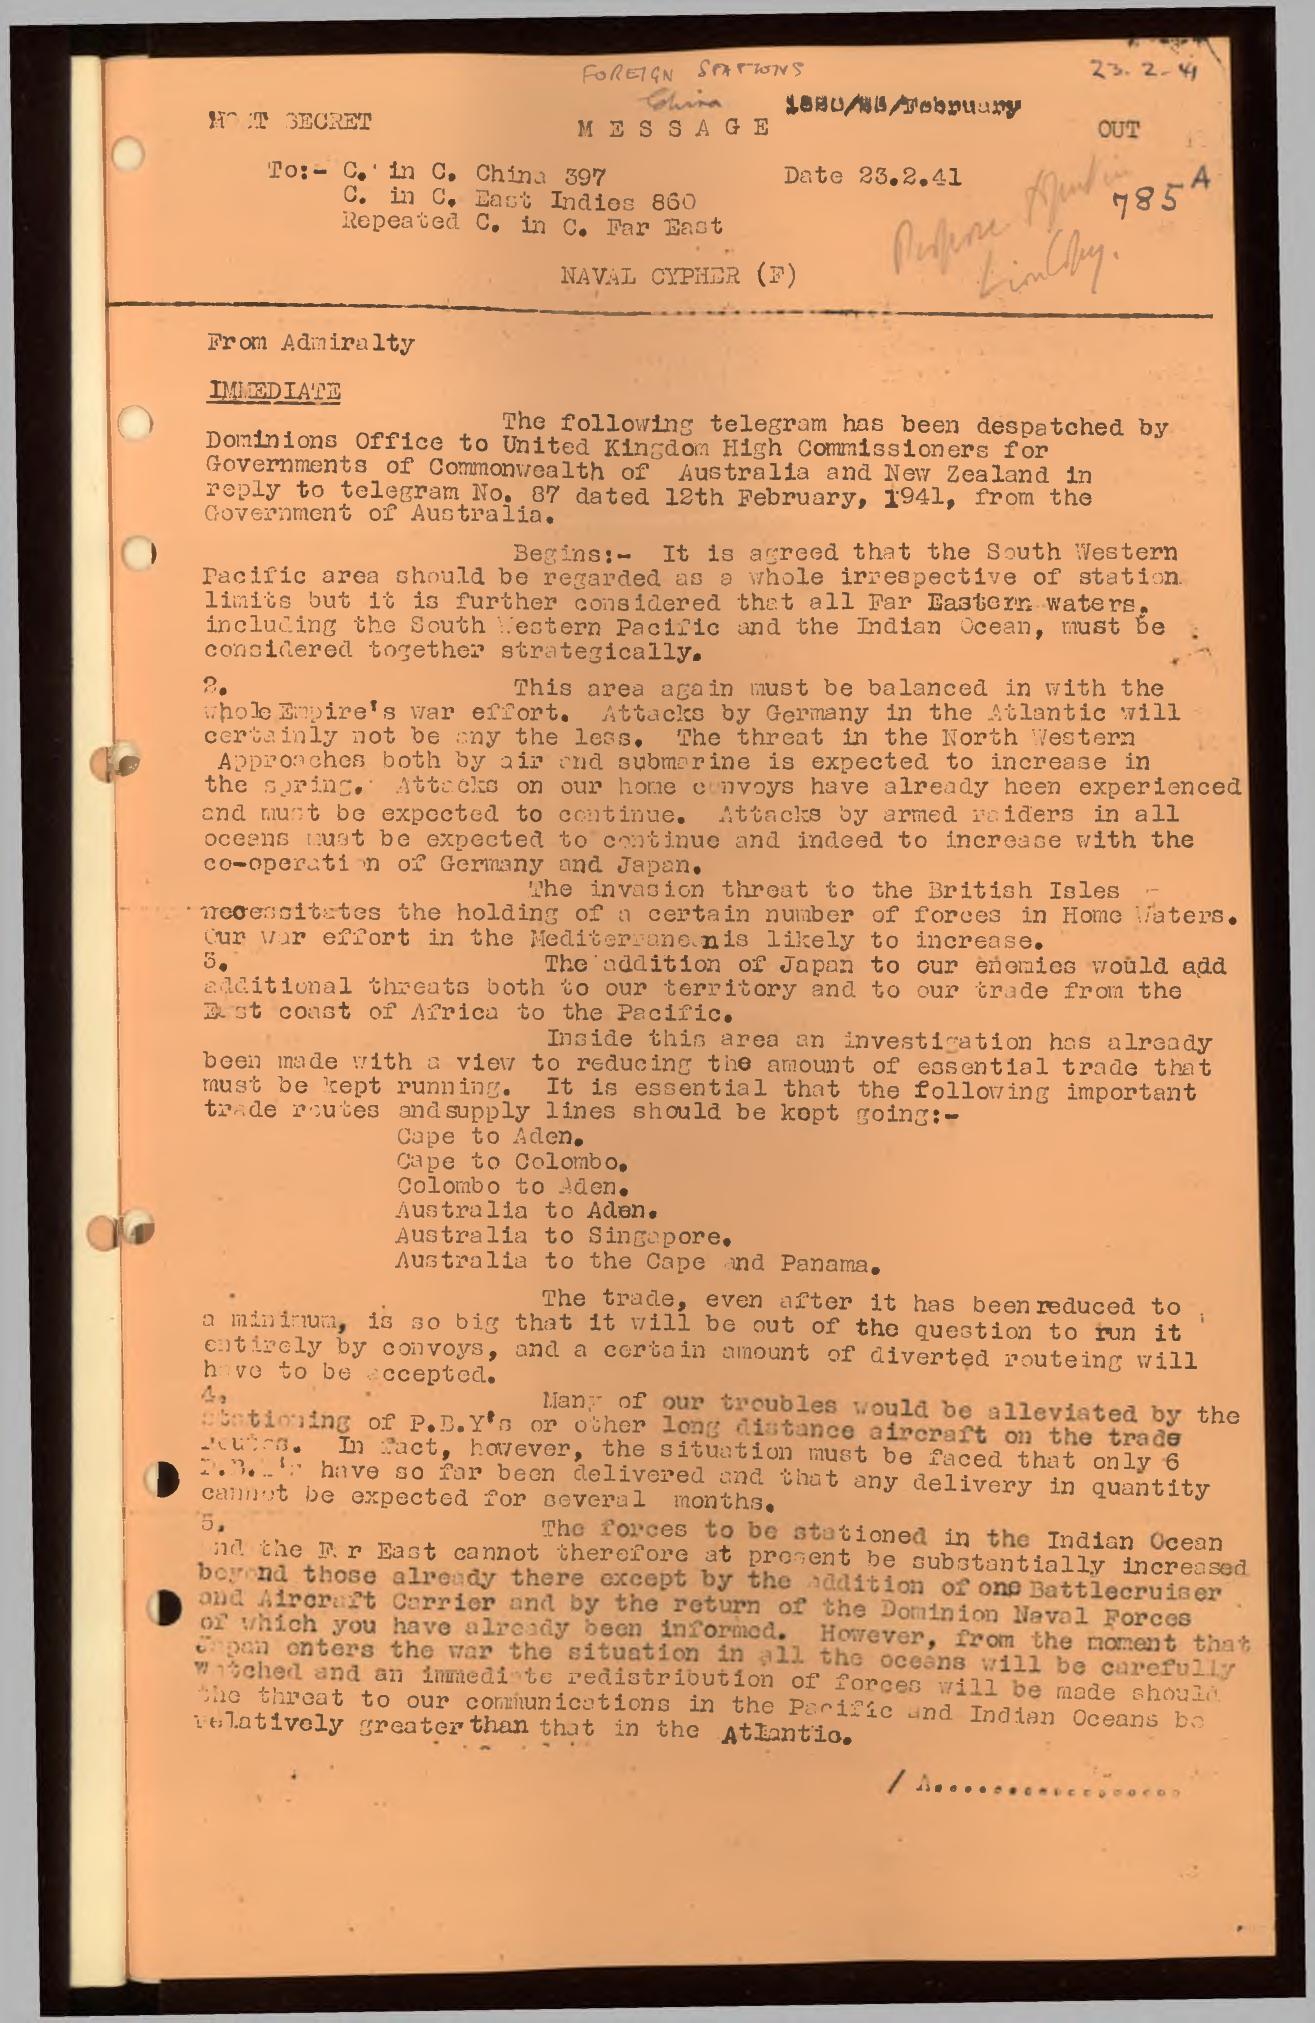 FOREIGN STATIONS
23.2.41
China
/February
MOST SECRET
MESSAGE
OUT
To:- C. in C. China 397
Date 23.2.41
785 A
C. in C. East Indies 860
Repeated C. in C. Far East
NAVAL CYPHER (F)
From Admiralty
IMMEDIATE
The following telegram has been despatched by
Dominions Office to United Kingdom High Commissioners for
Governments of Commonwealth of Australia and New Zealand in
reply to telegram No. 87 dated 12th February, 1941, from the
Government of Australia.
Begins:- It is agreed that the South Western
Pacific area should be regarded as a whole irrespective of station
limits but it is further considered that all Far Eastern waters,
including the South Western Pacific and the Indian Ocean, must be
considered together strategically.
2. This area again must be balanced in with the
whole Empire's war effort. Attacks by Germany in the Atlantic will
certainly not be any the less. The threat in the North Western
Approaches both by air and submarine is expected to increase in
the spring. Attacks on our home convoys have already heen experienced
and must be expected to continue. Attacks by armed raiders in all
oceans must be expected to continue and indeed to increase with the
co-operation of Germany and Japan.
The invasion threat to the British Isles
necessitates the holding of a certain number of forces in Home Waters.
Our war effort in the Mediterranean is likely to increase.
3. The addition of Japan to our enemies would add
additional threats both to our territory and to our trade from the
East coast of Africa to the Pacific.
Inside this area an investigation has already
been made with a view to reducing the amount of essential trade that
must be kept running. It is essential that the following important
trade routes and supply lines should be kept going:-
Cape to Aden.
Cape to Colombo.
Colombo to Aden.
Australia to Aden.
Australia to Singapore.
Australia to the Cape and Panama.
The trade, even after it has been reduced to
a minimum, is so big that it will be out of the question to run it
entirely by convoys, and a certain amount of diverted routeing will
have to be accepted.
4. Many of our troubles would be alleviated by the
stationing of P.B.Y's or other long distance aircraft on the trade
routes. In fact, however, the situation must be faced that only 6
P.B.Y's have so far been delivered and that any delivery in quantity
cannot be expected for several months.
5. The forces to be stationed in the Indian Ocean
and the Far East cannot therefore at present be substantially increased
beyond those already there except by the addition of one Battlecruiser
and Aircraft Carrier and by the return of the Dominion Naval Forces
of which you have already been informed. However, from the moment that
Japan enters the war the situation in all the oceans will be carefully
watched and an immediate redistribution of forces will be made should
the threat to our communications in the Pacific and Indian Oceans be
relatively greater than that in the Atlantic.
/ A...................